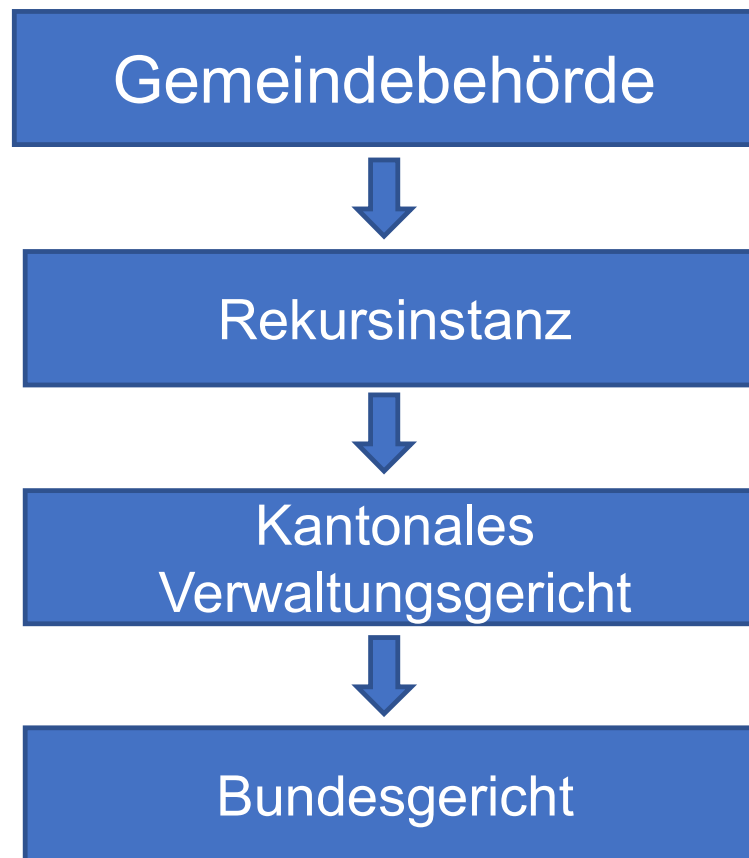 Gemeindebehörde
Rekursinstanz
Kantonales
Verwaltungsgericht
Bundesgericht